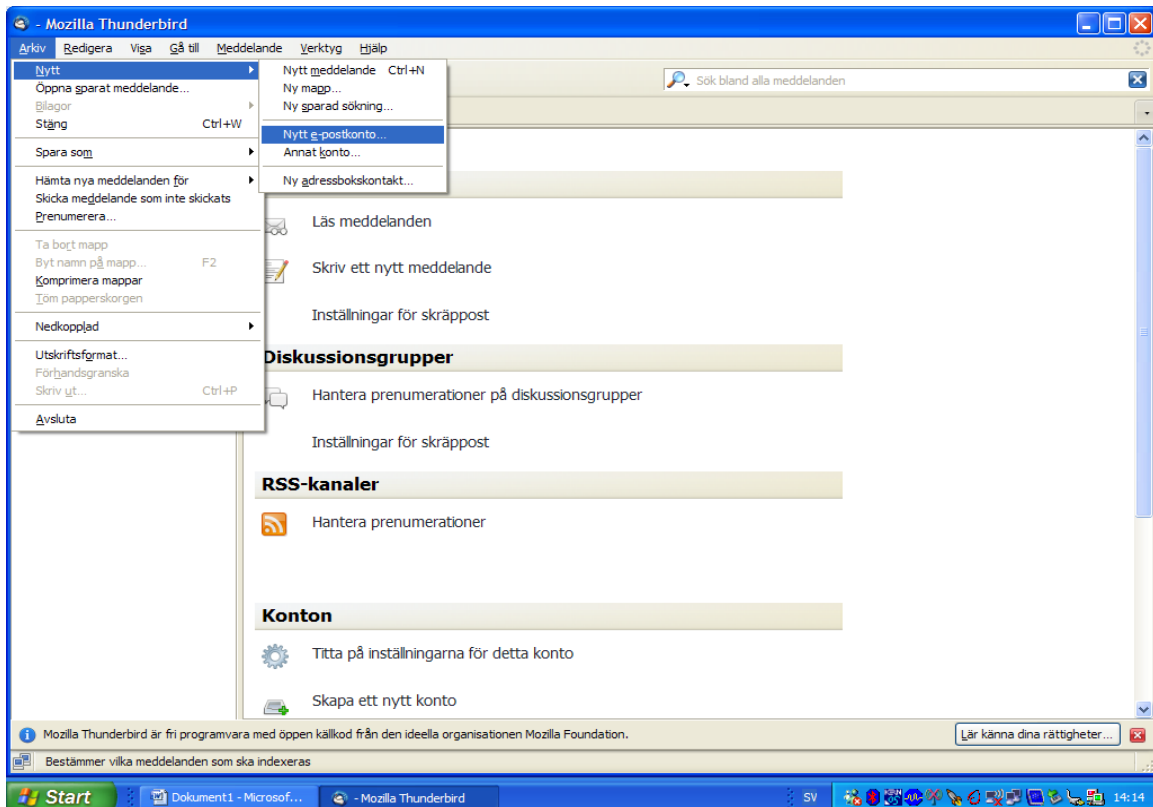 - Mozilla Thunderbird
Arkiv Redigera Visa Gå till Meddelande Verktyg Hjälp
Sök bland alla meddelanden
Nytt
Öppna sparat meddelande...
Bilagor
Stäng Ctrl+W
Spara som
Hämta nya meddelanden för
Skicka meddelande som inte skickats
Prenumerera...
Ta bort mapp
Byt namn på mapp... F2
Komprimera mappar
Töm papperskorgen
Nedkopplad
Utskriftsformat...
Förhandsgranska
Skriv ut... Ctrl+P
Avsluta
Nytt meddelande Ctrl+N
Ny mapp...
Ny sparad sökning...
Nytt e-postkonto...
Annat konto...
Ny adressbokskontakt...
Läs meddelanden
Skriv ett nytt meddelande
Inställningar för skräppost
Diskussionsgrupper
Hantera prenumerationer på diskussionsgrupper
Inställningar för skräppost
RSS-kanaler
Hantera prenumerationer
Konton
Titta på inställningarna för detta konto
Skapa ett nytt konto
Mozilla Thunderbird är fri programvara med öppen källkod från den ideella organisationen Mozilla Foundation. Lär känna dina rättigheter...
Bestämmer vilka meddelanden som ska indexeras
Start Dokument1 - Microsof... - Mozilla Thunderbird SV 14:14